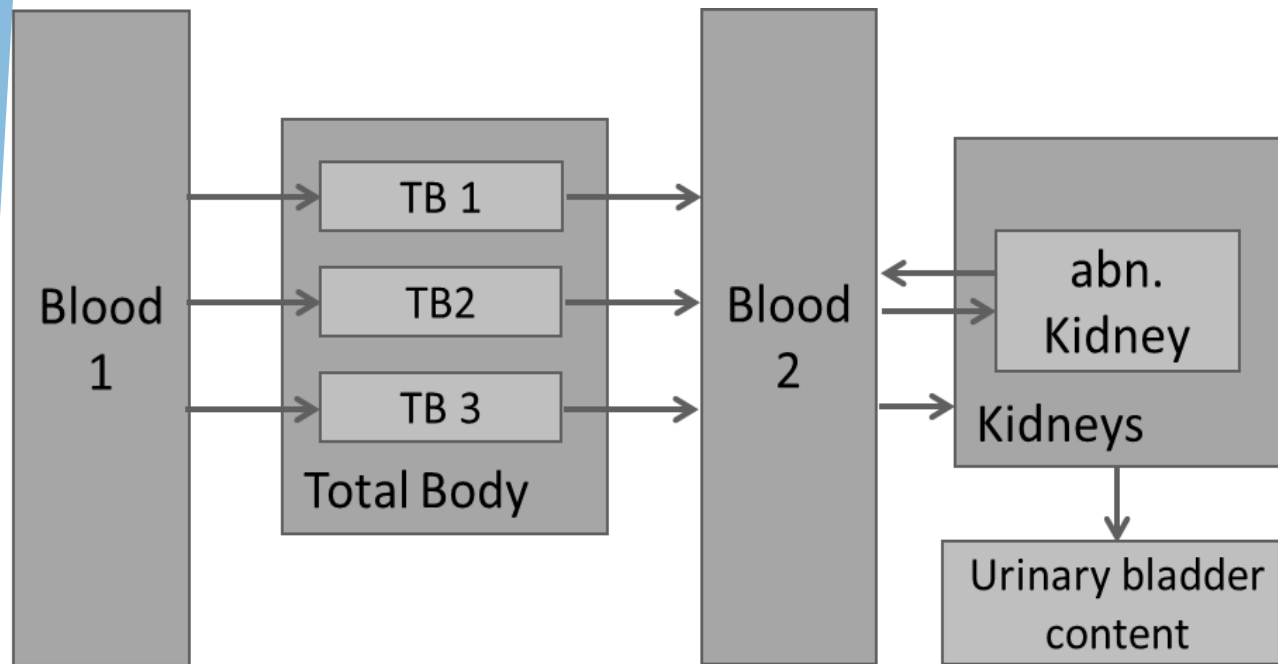 Blood
1
TB 1
TB2
TB 3
Total Body
Blood
2
abn.
Kidney
Kidneys
Urinary bladder
content